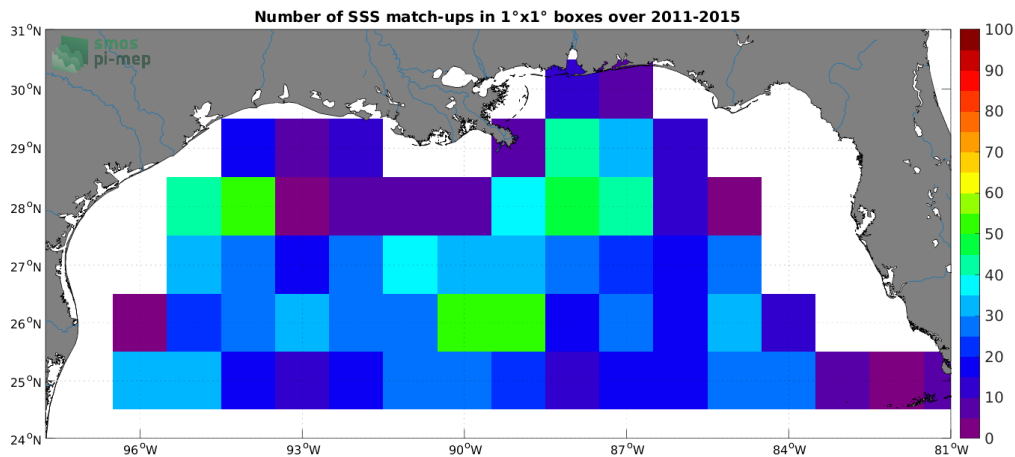 Number of SSS match-ups in 1°x1° boxes over 2011-2015
smos
pi-mep
31°N
30°N
29°N
28°N
27°N
26°N
25°N
24°N
96°W
93°W
90°W
87°W
84°W
81°W
100
90
80
70
60
50
40
30
20
10
0